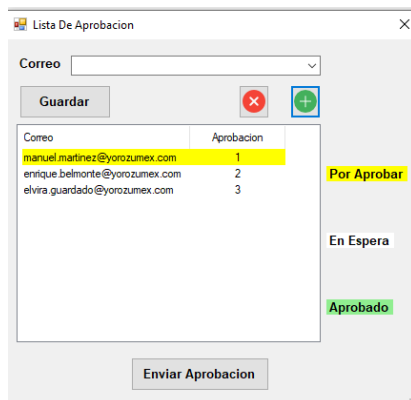 Lista De Aprobacion
Correo
Guardar
Correo Aprobacion
manuel.martinez@yorozumex.com 1
enrique.belmonte@yorozumex.com 2
elvira.guardado@yorozumex.com 3
Por Aprobar
En Espera
Aprobado
Enviar Aprobacion